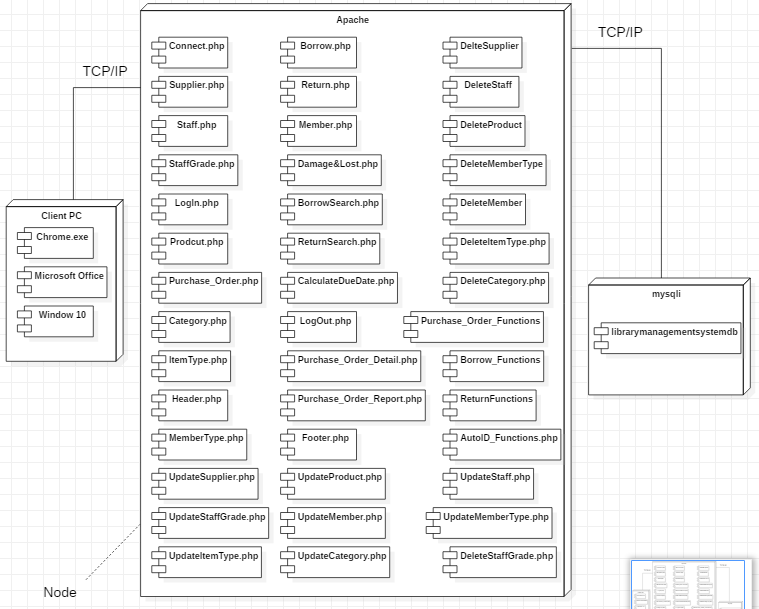 Apache
TCP/IP
TCP/IP
Connect.php
Borrow.php
DelteSupplier
Supplier.php
Return.php
DeleteStaff
Staff.php
Member.php
DeleteProduct
StaffGrade.php
Damage&Lost.php
DeleteMemberType
LogIn.php
BorrowSearch.php
DeleteMember
Client PC
Chrome.exe
Prodcut.php
ReturnSearch.php
DeleteItemType.php
Microsoft Office
Purchase_Order.php
CalculateDueDate.php
DeleteCategory.php
mysqli
Window 10
Category.php
LogOut.php
Purchase_Order_Functions
librarymanagementsystemdb
ItemType.php
Purchase_Order_Detail.php
Borrow_Functions
Header.php
Purchase_Order_Report.php
ReturnFunctions
MemberType.php
Footer.php
AutoID_Functions.php
UpdateSupplier.php
UpdateProduct.php
UpdateStaff.php
UpdateStaffGrade.php
UpdateMember.php
UpdateMemberType.php
UpdateItemType.php
UpdateCategory.php
DeleteStaffGrade.php
Node